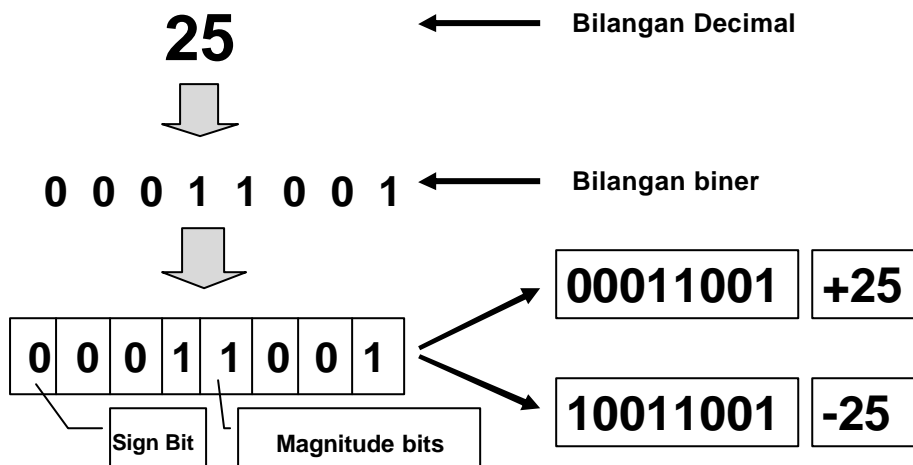 25
Bilangan Decimal
0 0 0 1 1 0 0 1
Bilangan biner
00011001 +25
0 0 0 1 1 0 0 1
10011001 -25
Sign Bit
Magnitude bits